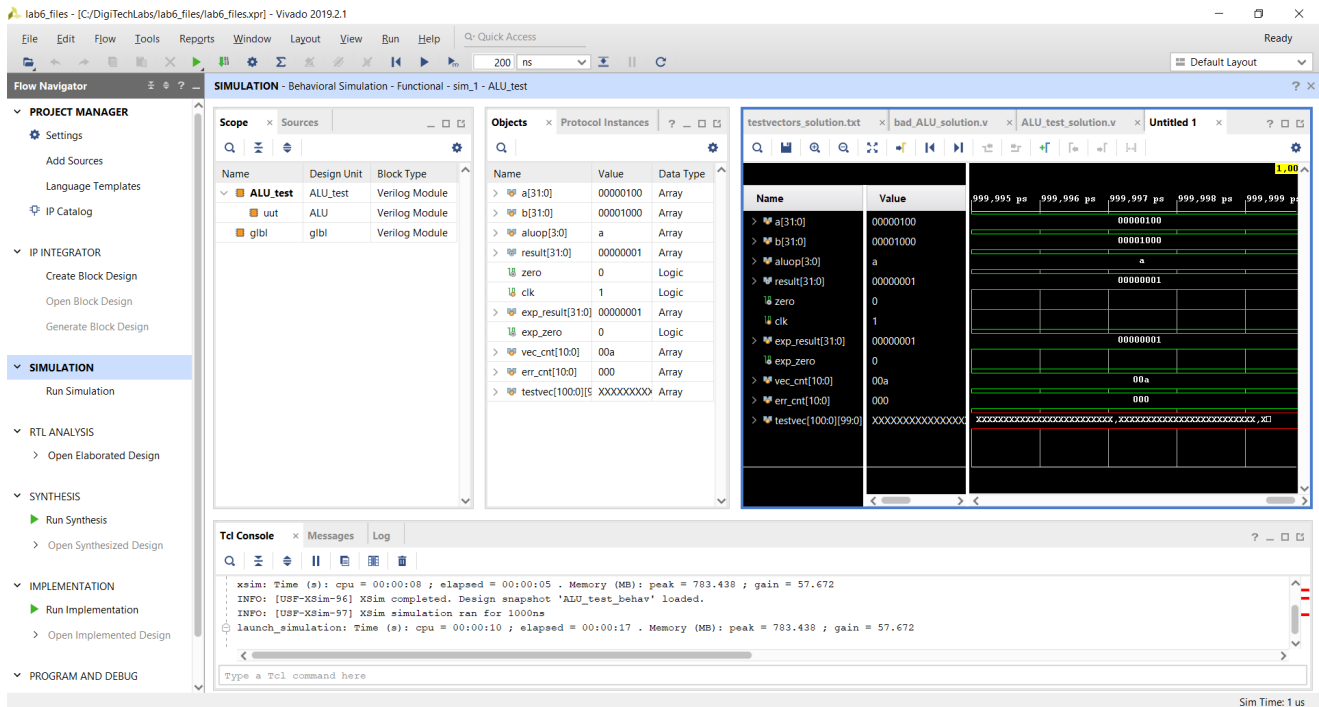 lab6_files - [C:/DigiTechLabs/lab6_files/lab6_files.xpr] - Vivado 2019.2.1
File Edit Flow Tools Reports Window Layout View Run Help Quick Access Ready
200 ns Default Layout
Flow Navigator
SIMULATION - Behavioral Simulation - Functional - sim_1 - ALU_test
PROJECT MANAGER
Settings
Add Sources
Language Templates
IP Catalog
IP INTEGRATOR
Create Block Design
Open Block Design
Generate Block Design
SIMULATION
Run Simulation
RTL ANALYSIS
Open Elaborated Design
SYNTHESIS
Run Synthesis
Open Synthesized Design
IMPLEMENTATION
Run Implementation
Open Implemented Design
PROGRAM AND DEBUG
Scope Sources
Name Design Unit Block Type
ALU_test ALU_test Verilog Module
uut ALU Verilog Module
glbl glbl Verilog Module
Objects Protocol Instances
Name Value Data Type
a[31:0] 00000100 Array
b[31:0] 00001000 Array
aluop[3:0] a Array
result[31:0] 00000001 Array
zero 0 Logic
clk 1 Logic
exp_result[31:0] 00000001 Array
exp_zero 0 Logic
vec_cnt[10:0] 00a Array
err_cnt[10:0] 000 Array
testvec[100:0][9 XXXXXXXXX Array
testvectors_solution.txt bad_ALU_solution.v ALU_test_solution.v Untitled 1
1,00
Name Value 999,995 ps 999,996 ps 999,997 ps 999,998 ps 999,999 ps
a[31:0] 00000100 00000100
b[31:0] 00001000 00001000
aluop[3:0] a a
result[31:0] 00000001 00000001
zero 0
clk 1
exp_result[31:0] 00000001 00000001
exp_zero 0
vec_cnt[10:0] 00a 00a
err_cnt[10:0] 000 000
testvec[100:0][99:0]
Tcl Console Messages Log
xsim: Time (s): cpu = 00:00:08 ; elapsed = 00:00:05 . Memory (MB): peak = 783.438 ; gain = 57.672
INFO: [USF-XSim-96] XSim completed. Design snapshot 'ALU_test_behav' loaded.
INFO: [USF-XSim-97] XSim simulation ran for 1000ns
launch_simulation: Time (s): cpu = 00:00:10 ; elapsed = 00:00:17 . Memory (MB): peak = 783.438 ; gain = 57.672
Type a Tcl command here
Sim Time: 1 us